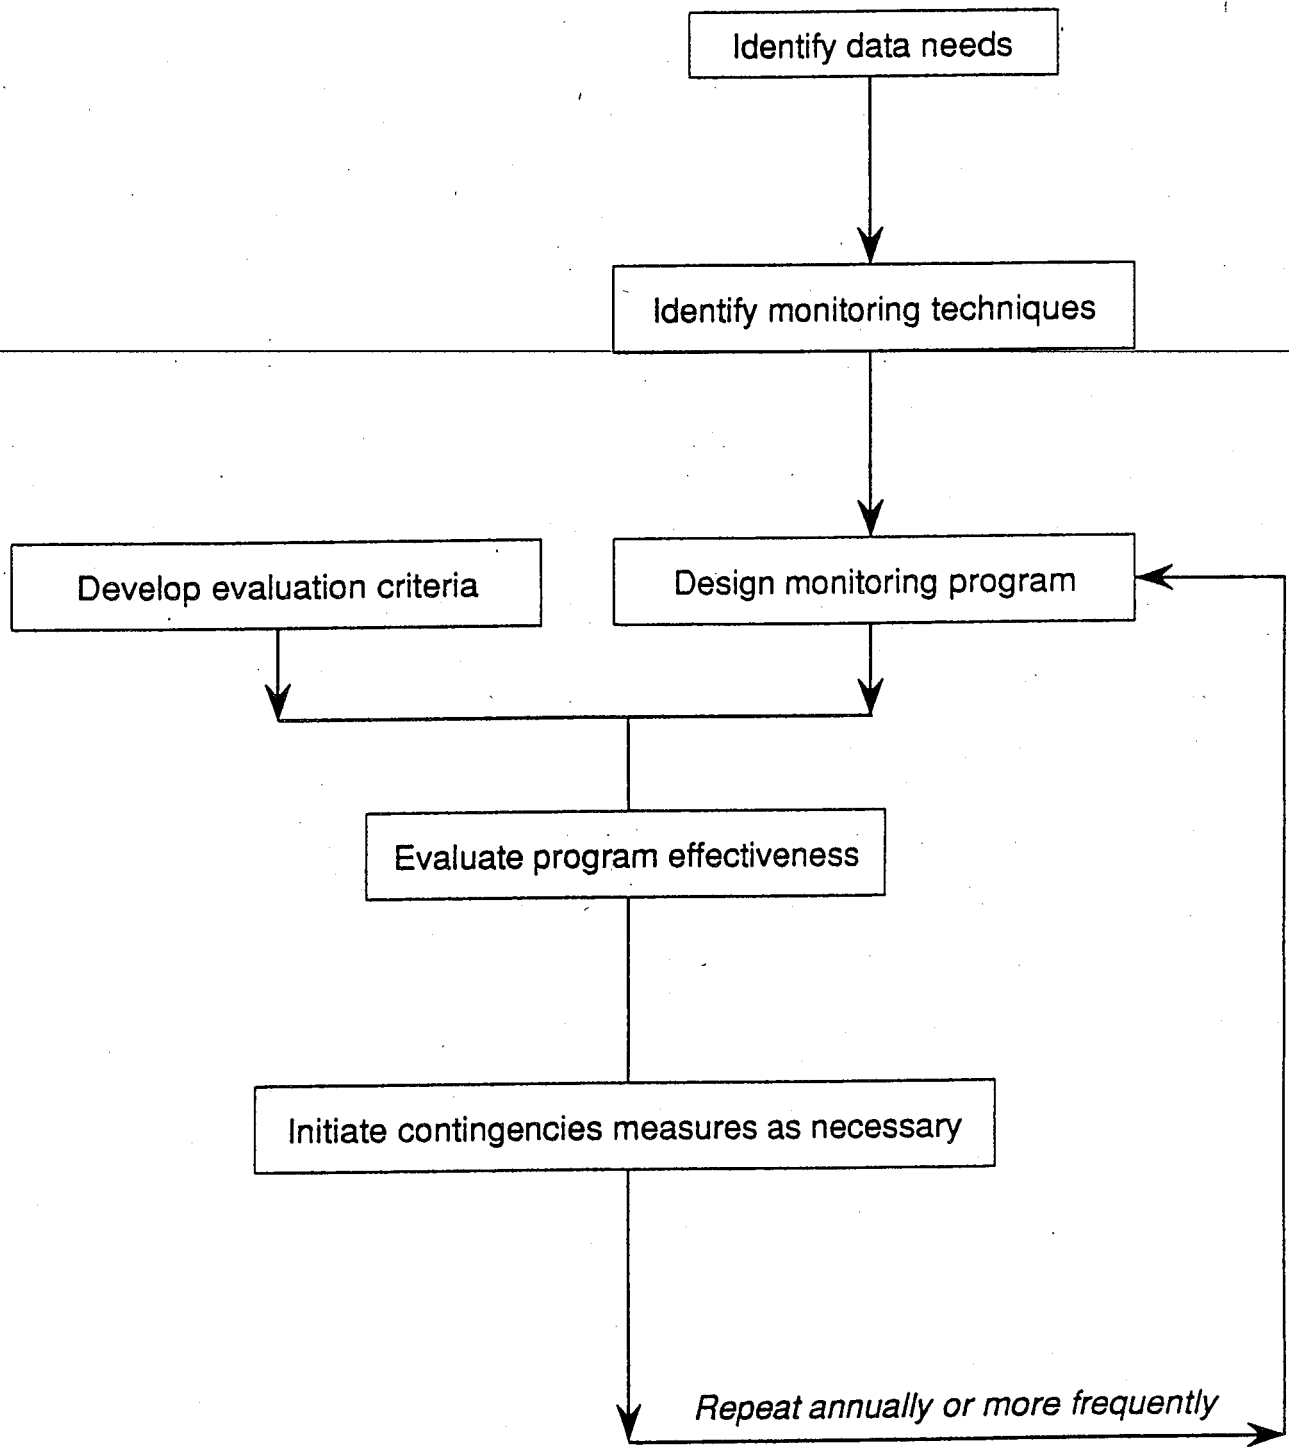 Identify data needs
Identify monitoring techniques
Develop evaluation criteria
Design monitoring program
Evaluate program effectiveness
Initiate contingencies measures as necessary
Repeat annually or more frequently